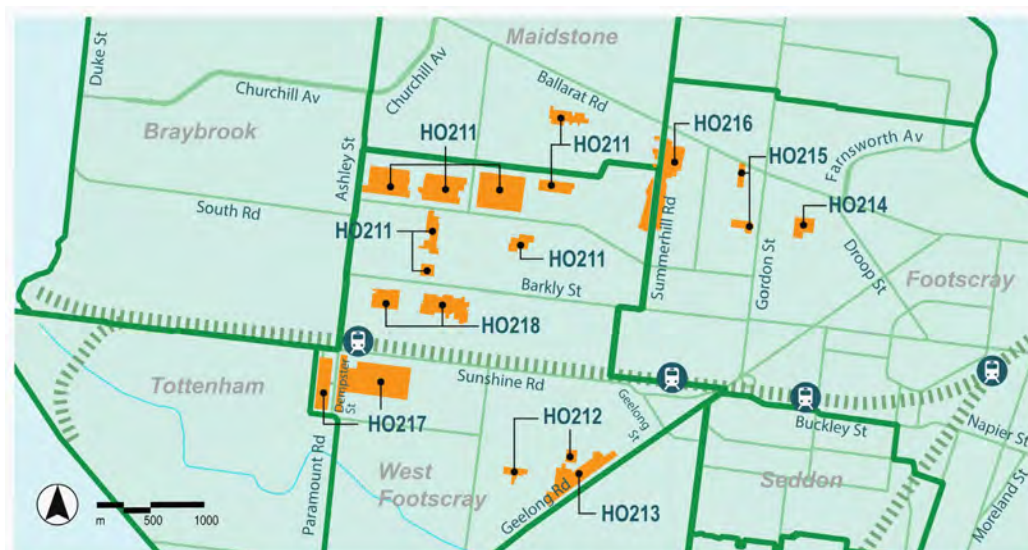 Maidstone
Duke St
Churchill Av
Churchill Av
Ballarat Rd
Braybrook
HO211
HO211
HO216
HO215
Farnsworth Av
Ashley St
HO214
South Rd
HO211
HO211
Summerhill Rd
Gordon St
Droop St
Footscray
Barkly St
HO218
Tottenham
Dempster St
Sunshine Rd
HO217
HO212
Geelong St
Buckley St
Napier St
Paramount Rd
West
Footscray
Geelong Rd
HO213
Seddon
Moreland St
m 500 1000